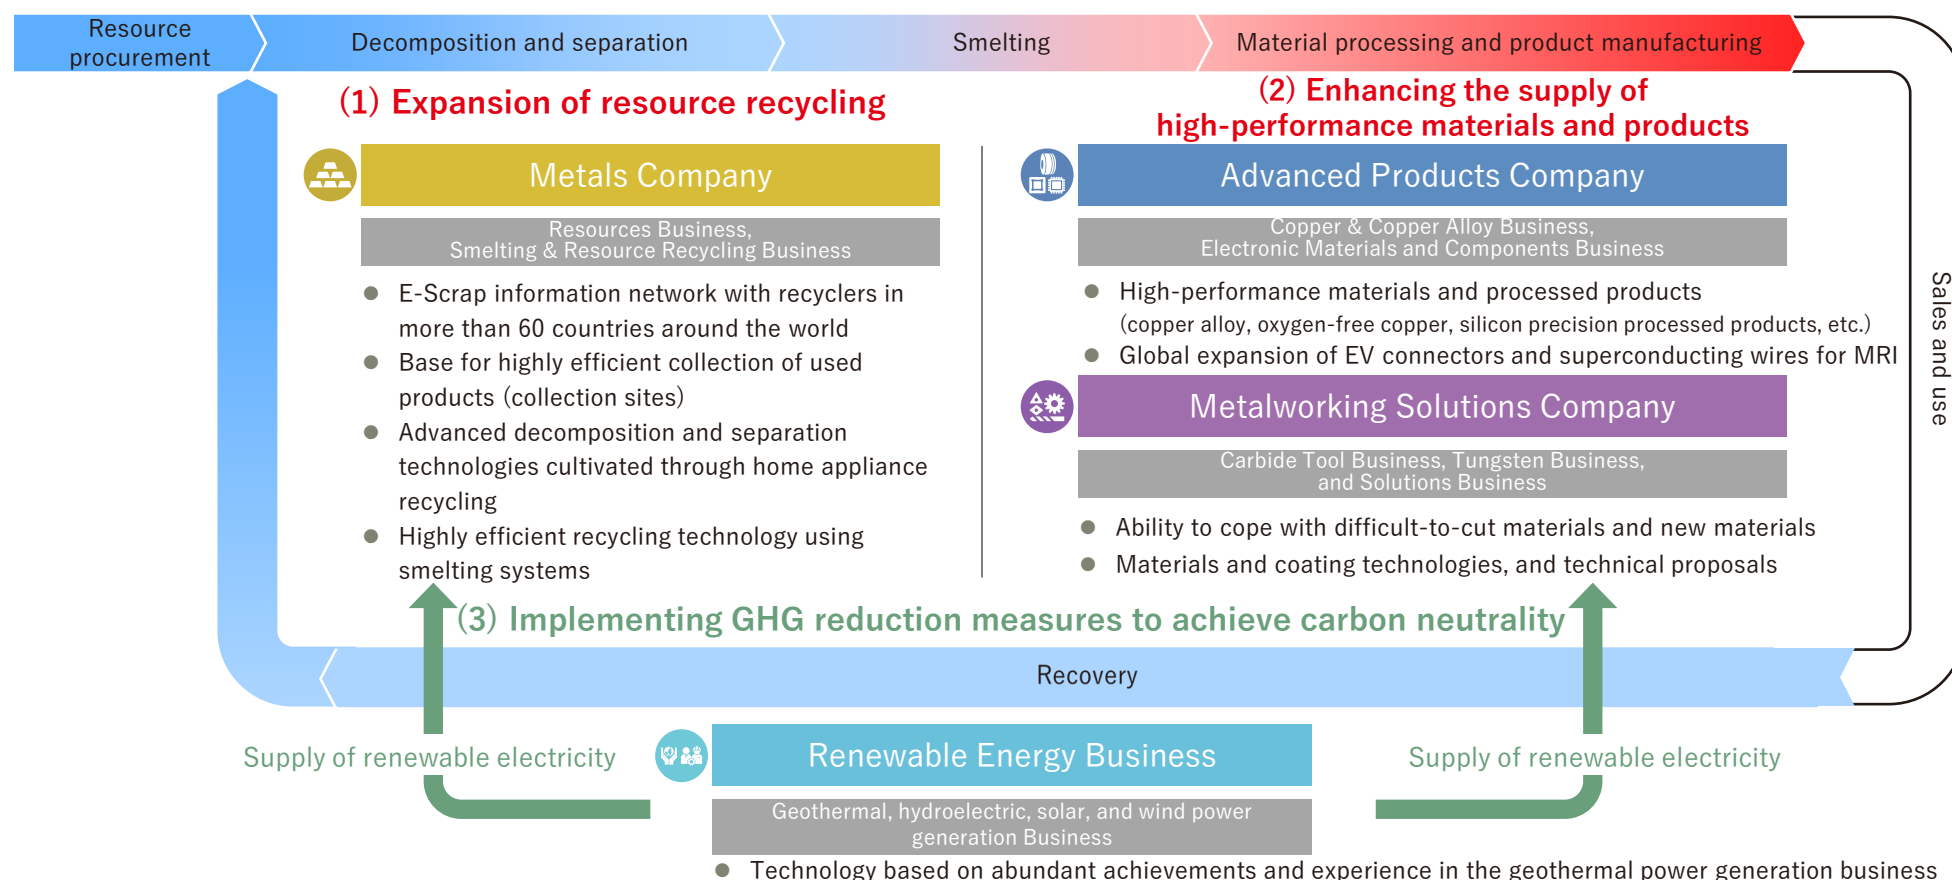 Resource
procurement
Decomposition and separation
Smelting
Material processing and product manufacturing
(1) Expansion of resource recycling
Metals Company
Resources Business,
Smelting & Resource Recycling Business
● E-Scrap information network with recyclers in
more than 60 countries around the world
● Base for highly efficient collection of used
products (collection sites)
● Advanced decomposition and separation
technologies cultivated through home appliance
recycling
● Highly efficient recycling technology using
smelting systems
(2) Enhancing the supply of
high-performance materials and products
Advanced Products Company
Copper & Copper Alloy Business,
Electronic Materials and Components Business
● High-performance materials and processed products
(copper alloy, oxygen-free copper, silicon precision processed products, etc.)
● Global expansion of EV connectors and superconducting wires for MRI
Metalworking Solutions Company
Carbide Tool Business, Tungsten Business,
and Solutions Business
● Ability to cope with difficult-to-cut materials and new materials
● Materials and coating technologies, and technical proposals
Sales and use
(3) Implementing GHG reduction measures to achieve carbon neutrality
Recovery
Supply of renewable electricity
Renewable Energy Business
Geothermal, hydroelectric, solar, and wind power
generation Business
Supply of renewable electricity
● Technology based on abundant achievements and experience in the geothermal power generation business